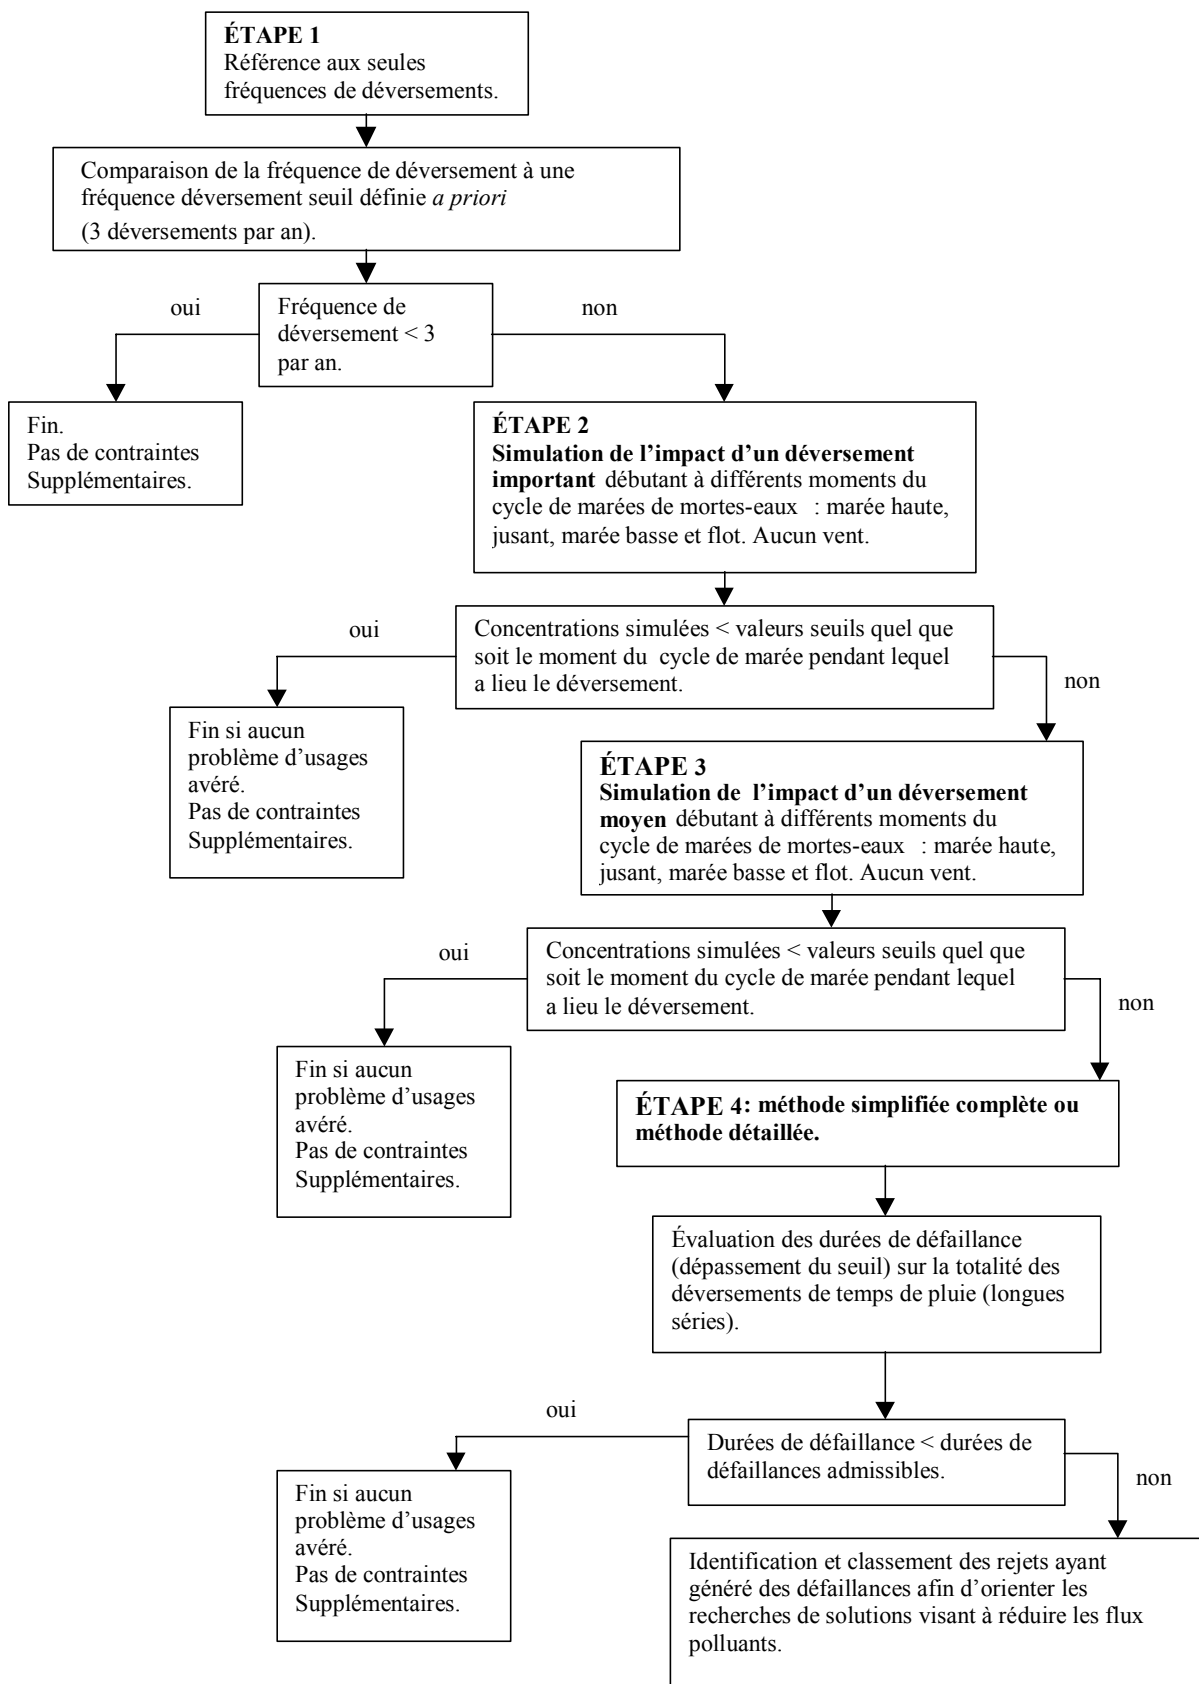 ÉTAPE 1
Référence aux seules
fréquences de déversements.
Comparaison de la fréquence de déversement à une
fréquence déversement seuil définie a priori
(3 déversements par an).
oui
Fréquence de
déversement < 3
par an.
non
Fin.
Pas de contraintes
Supplémentaires.
ÉTAPE 2
Simulation de l’impact d’un déversement
important débutant à différents moments du
cycle de marées de mortes-eaux : marée haute,
jusant, marée basse et flot. Aucun vent.
oui
Concentrations simulées < valeurs seuils quel que
soit le moment du cycle de marée pendant lequel
a lieu le déversement.
non
Fin si aucun
problème d’usages
avéré.
Pas de contraintes
Supplémentaires.
ÉTAPE 3
Simulation de l’impact d’un déversement
moyen débutant à différents moments du
cycle de marées de mortes-eaux : marée haute,
jusant, marée basse et flot. Aucun vent.
oui
Concentrations simulées < valeurs seuils quel que
soit le moment du cycle de marée pendant lequel
a lieu le déversement.
non
Fin si aucun
problème d’usages
avéré.
Pas de contraintes
Supplémentaires.
ÉTAPE 4: méthode simplifiée complète ou
méthode détaillée.
Évaluation des durées de défaillance
(dépassement du seuil) sur la totalité des
déversements de temps de pluie (longues
séries).
oui
Durées de défaillance < durées de
défaillances admissibles.
non
Fin si aucun
problème d’usages
avéré.
Pas de contraintes
Supplémentaires.
Identification et classement des rejets ayant
généré des défaillances afin d’orienter les
recherches de solutions visant à réduire les flux
polluants.